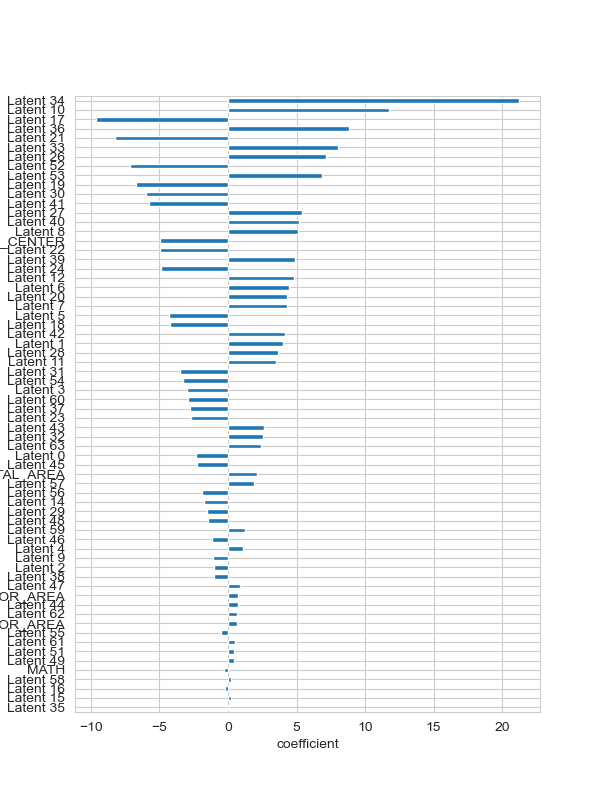 Latent 34
Latent 10
Latent 17
Latent 36
Latent 21
Latent 33
Latent 26
Latent 52
Latent 53
Latent 19
Latent 30
Latent 41
Latent 27
Latent 40
Latent 8
_CENTER
Latent 22
Latent 39
Latent 24
Latent 12
Latent 6
Latent 20
Latent 7
Latent 5
Latent 18
Latent 42
Latent 1
Latent 28
Latent 11
Latent 31
Latent 54
Latent 3
Latent 60
Latent 37
Latent 23
Latent 43
Latent 32
Latent 63
Latent 0
Latent 45
TAL_AREA
Latent 57
Latent 56
Latent 14
Latent 29
Latent 48
Latent 59
Latent 46
Latent 4
Latent 9
Latent 2
Latent 38
Latent 47
OR_AREA
Latent 44
Latent 62
OR_AREA
Latent 55
Latent 61
Latent 51
Latent 49
MATH
Latent 58
Latent 16
Latent 15
Latent 35
−10 −5 0 5 10 15 20
coefficient